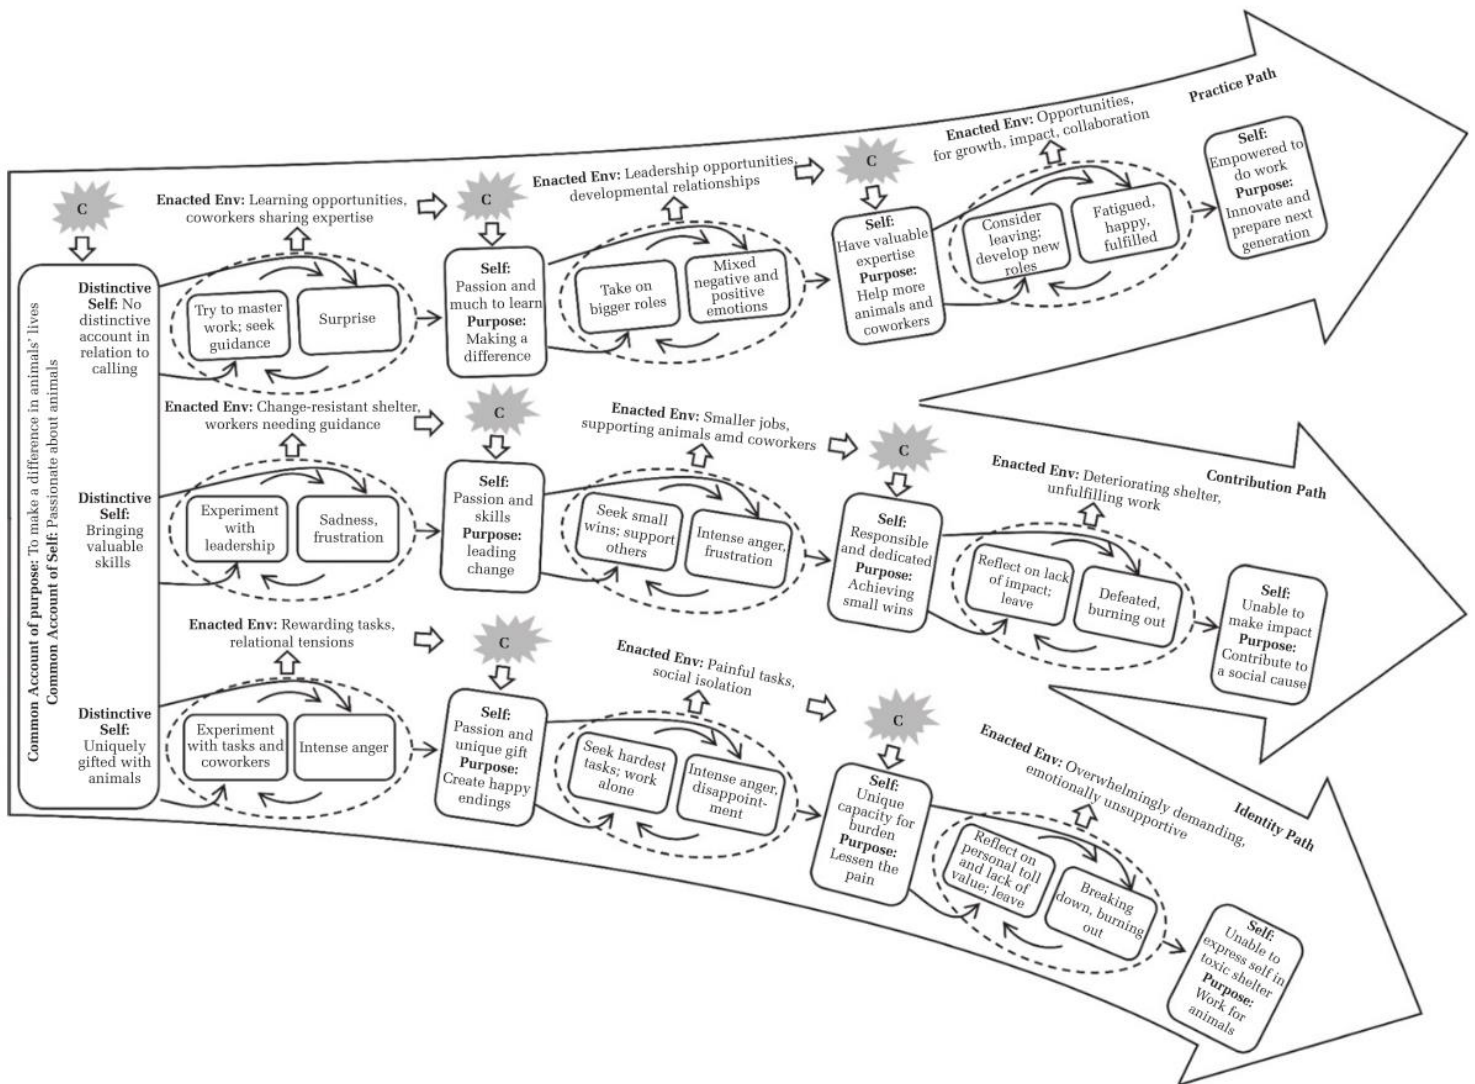 Common Account of purpose: To make a difference in animals' lives
Common Account of Self: Passionate about animals
Practice Path
C
Distinctive
Self: No
distinctive
account in
relation to
calling
Enacted Env: Learning opportunities,
coworkers sharing expertise
Try to master
work; seek
guidance
Surprise
C
Self:
Passion and
much to learn
Purpose:
Making a
difference
Enacted Env: Leadership opportunities,
developmental relationships
Take on
bigger roles
Mixed
negative and
positive
emotions
C
Self:
Have valuable
expertise
Purpose:
Help more
animals and
coworkers
Enacted Env: Opportunities,
for growth, impact, collaboration
Consider
leaving;
develop new
roles
Fatigued,
happy,
fulfilled
Self:
Empowered to
do work
Purpose:
Innovate and
prepare next
generation
Contribution Path
Distinctive
Self:
Bringing
valuable
skills
Enacted Env: Change-resistant shelter,
workers needing guidance
Experiment
with
leadership
Sadness,
frustration
C
Self:
Passion and
skills
Purpose:
leading
change
Enacted Env: Smaller jobs,
supporting animals amd coworkers
Seek small
wins; support
others
Intense anger,
frustration
C
Self:
Responsible
and dedicated
Purpose:
Achieving
small wins
Enacted Env: Deteriorating shelter,
unfulfilling work
Reflect on lack
of impact;
leave
Defeated,
burning out
Self:
Unable to
make impact
Purpose:
Contribute to
a social cause
Identity Path
Distinctive
Self:
Uniquely
gifted with
animals
Enacted Env: Rewarding tasks,
relational tensions
Experiment
with tasks and
coworkers
Intense anger
C
Self:
Passion and
unique gift
Purpose:
Create happy
endings
Enacted Env: Painful tasks,
social isolation
Seek hardest
tasks; work
alone
Intense anger,
disappoint-
ment
C
Self:
Unique
capacity for
burden
Purpose:
Lessen the
pain
Enacted Env: Overwhelmingly demanding,
emotionally unsupportive
Reflect on
personal toll
and lack of
value; leave
Breaking
down, burning
out
Self:
Unable to
express self in
toxic shelter
Purpose:
Work for
animals